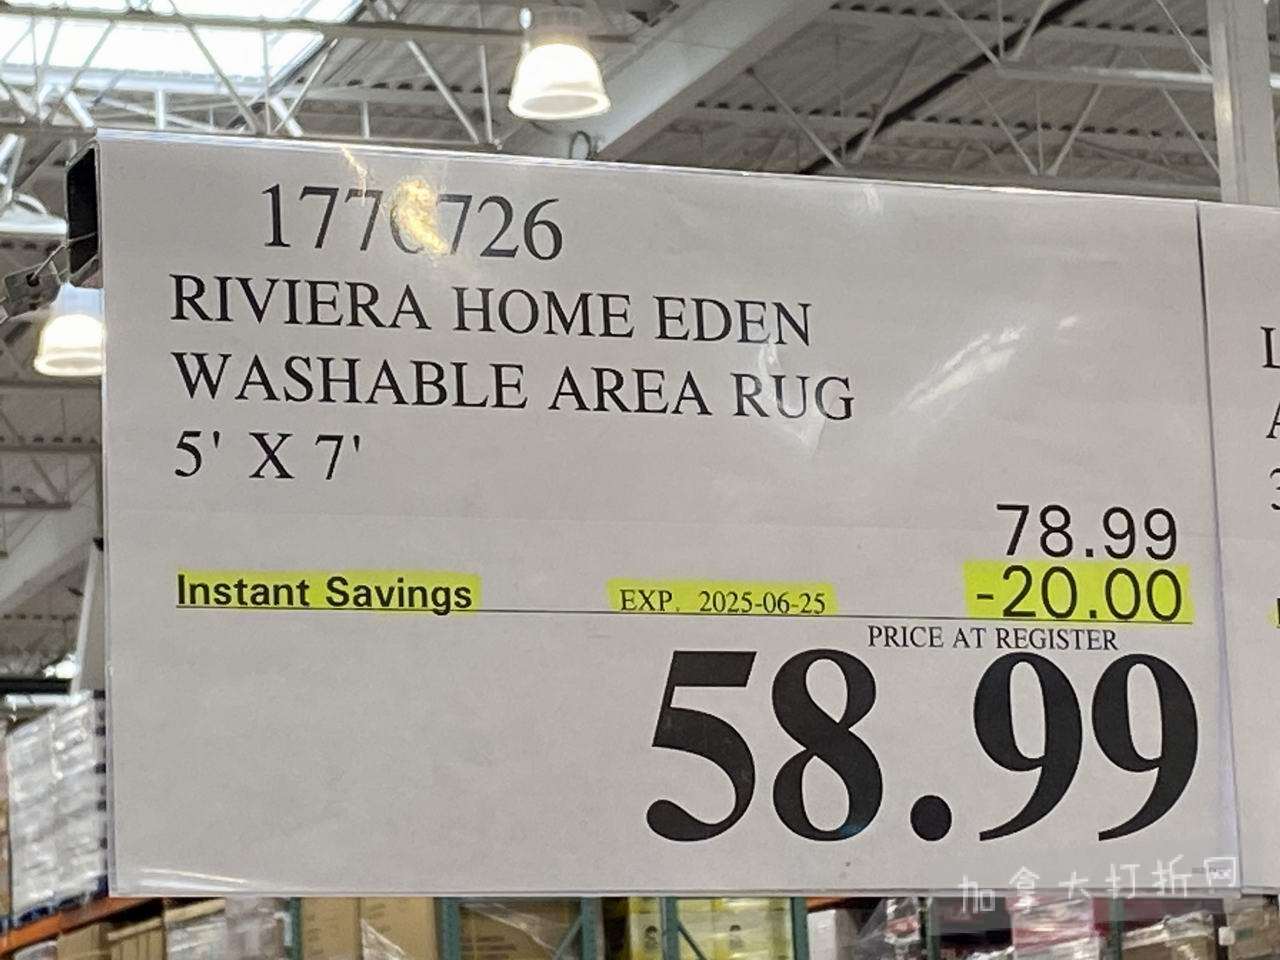 RIVIERA HOME EDEN
WASHABLE AREA RUG
5' X 7'
78.99
Instant Savings EXP. 2025-06-25 -20.00
PRICE AT REGISTER
58.99
加拿大打折网